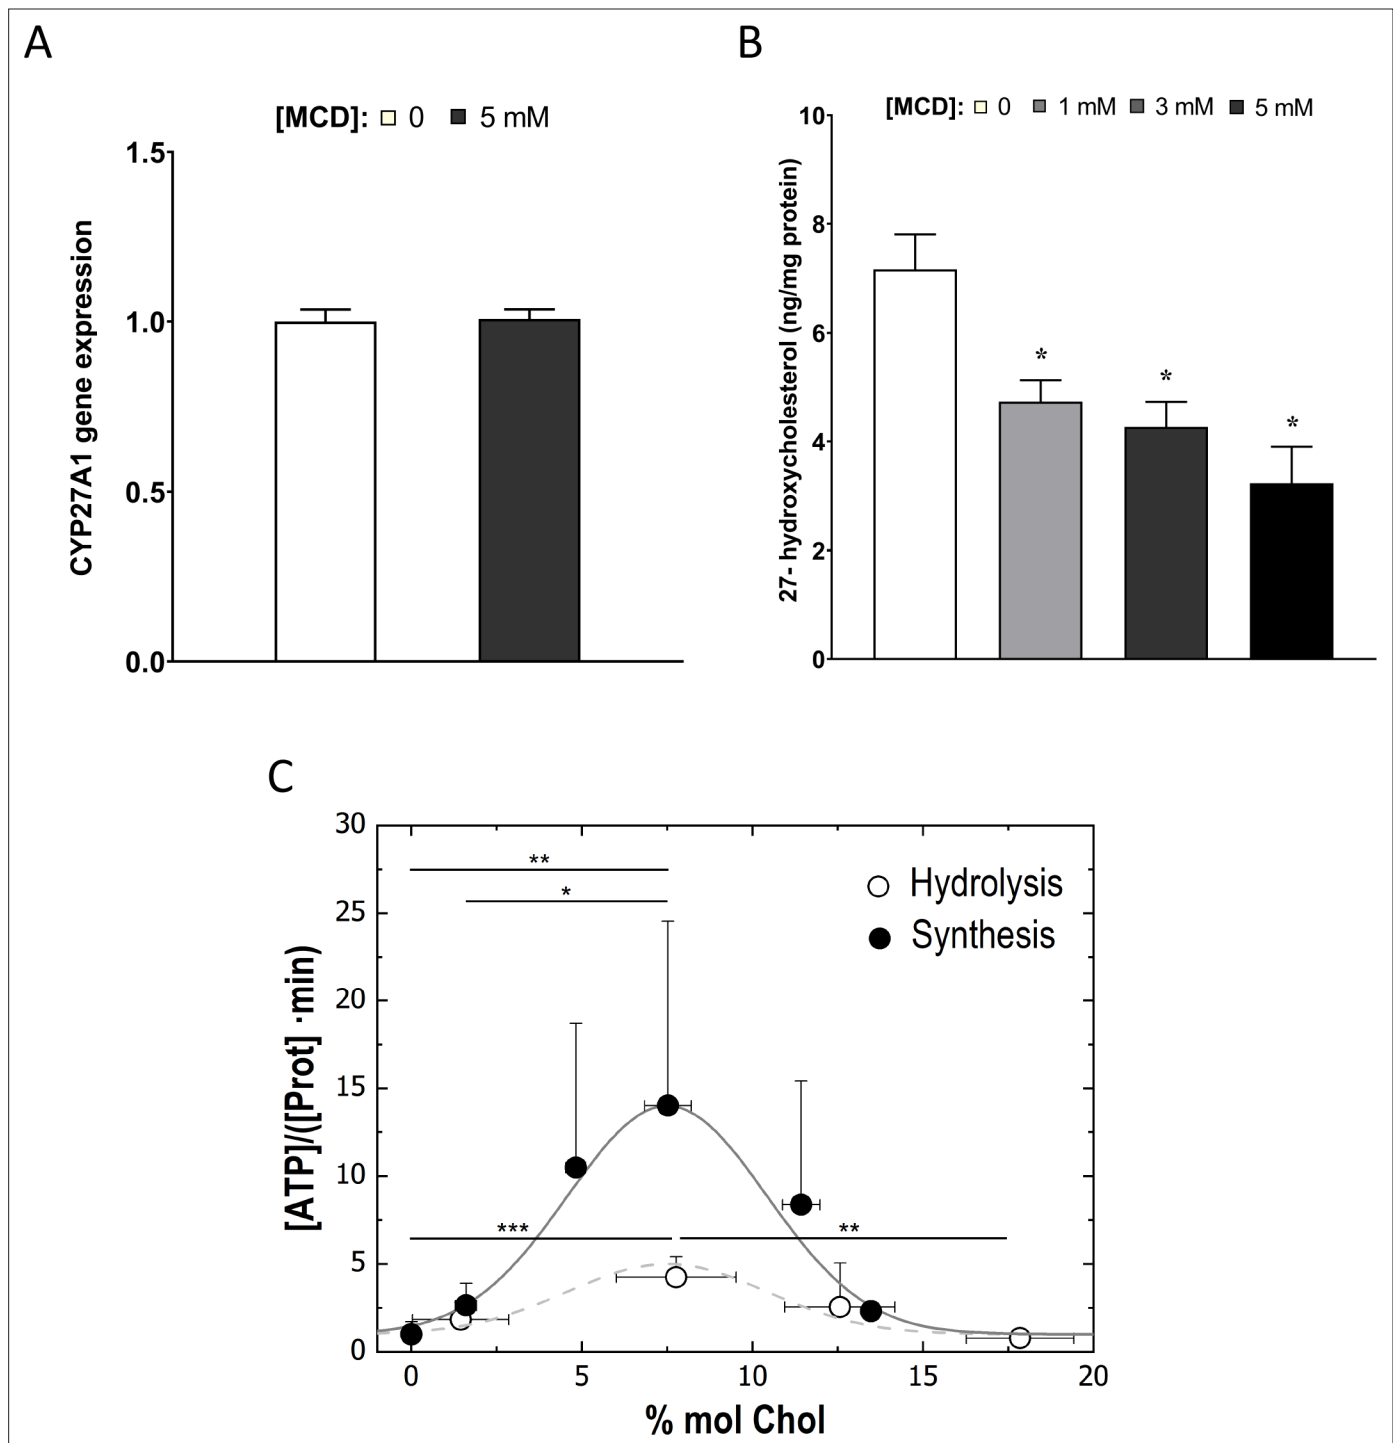 A
[MCD]: 0 5 mM
CYP27A1 gene expression
1.5
1.0
0.5
0.0
B
[MCD]: 0 1 mM 3 mM 5 mM
27- hydroxycholesterol (ng/mg protein)
10
8
6
4
2
0
*
*
*
C
[ATP]/([Prot] ·min)
30
25
20
15
10
5
0
**
*
***
**
Hydrolysis
Synthesis
0 5 10 15 20
% mol Chol